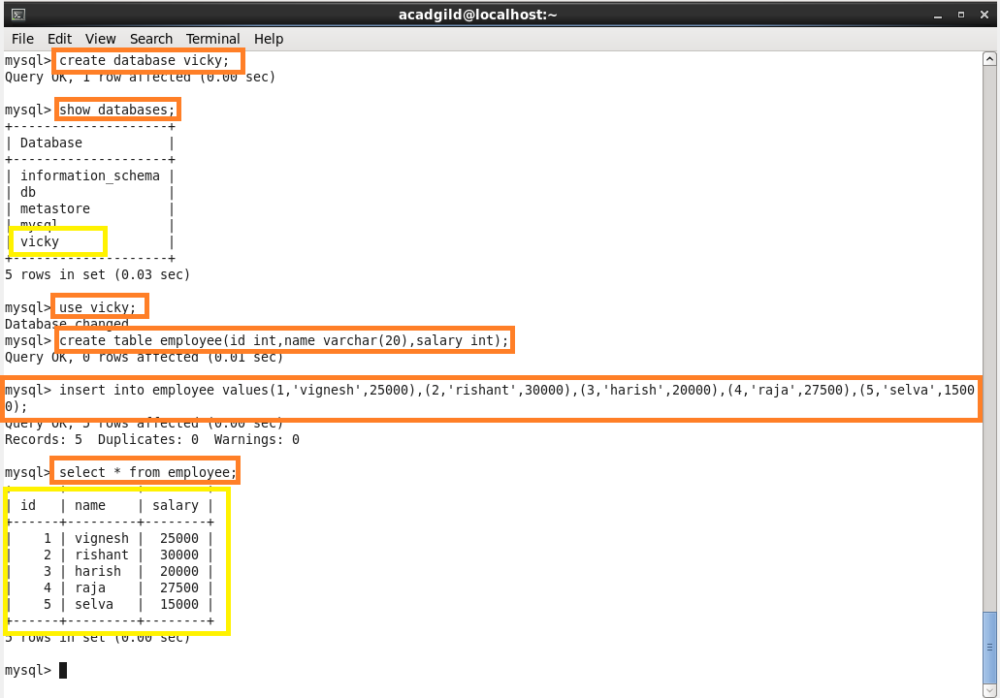 acadgild@localhost:~
File Edit View Search Terminal Help
mysql> create database vicky;
Query OK, 1 row affected (0.00 sec)
mysql> show databases;
+--------------------+
| Database           |
+--------------------+
| information_schema |
| db                 |
| metastore          |
| mysql              |
| vicky              |
+--------------------+
5 rows in set (0.03 sec)
mysql> use vicky;
Database changed
mysql> create table employee(id int,name varchar(20),salary int);
Query OK, 0 rows affected (0.01 sec)
mysql> insert into employee values(1,'vignesh',25000),(2,'rishant',30000),(3,'harish',20000),(4,'raja',27500),(5,'selva',1500
0);
Query OK, 5 rows affected (0.00 sec)
Records: 5  Duplicates: 0  Warnings: 0
mysql> select * from employee;
+------+---------+--------+
| id   | name    | salary |
+------+---------+--------+
|    1 | vignesh |  25000 |
|    2 | rishant |  30000 |
|    3 | harish  |  20000 |
|    4 | raja    |  27500 |
|    5 | selva   |  15000 |
+------+---------+--------+
5 rows in set (0.00 sec)
mysql>